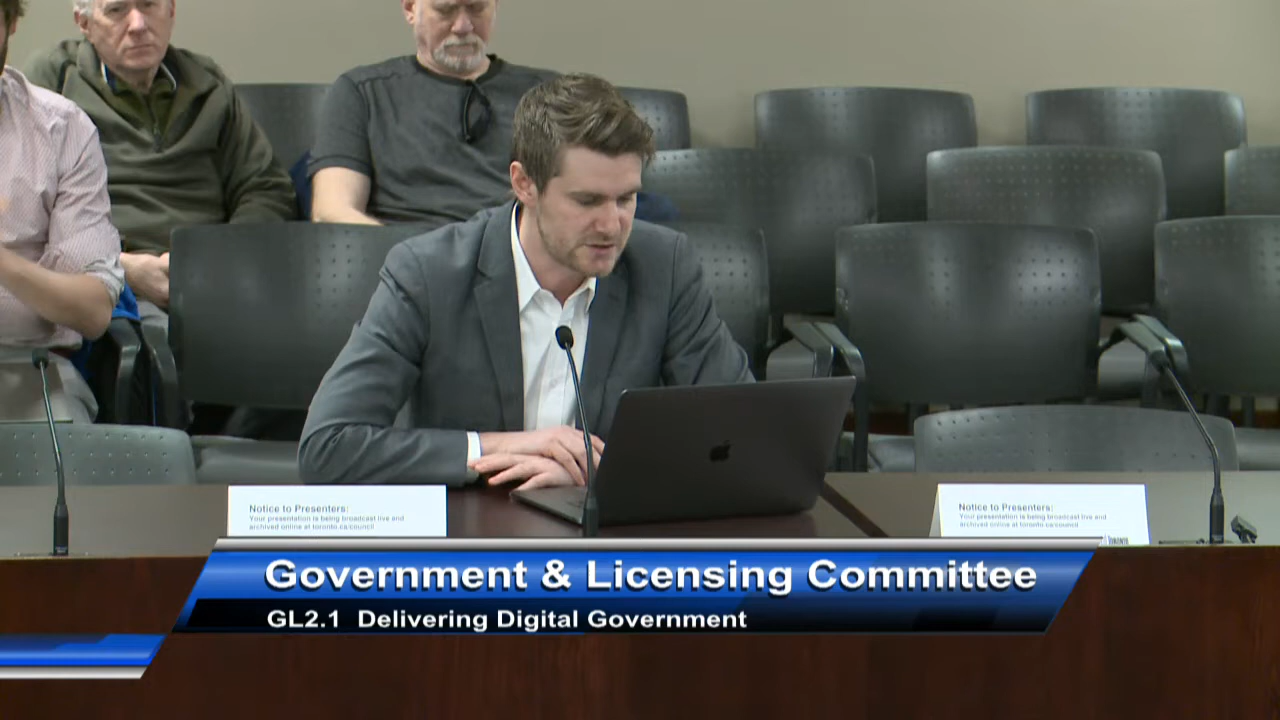 Notice to Presenters:
Your presentation is being broadcast live and
archived online at toronto.ca/council
Notice to Presenters:
Your presentation is being broadcast live and
archived online at toronto.ca/council
Government & Licensing Committee
GL2.1 Delivering Digital Government